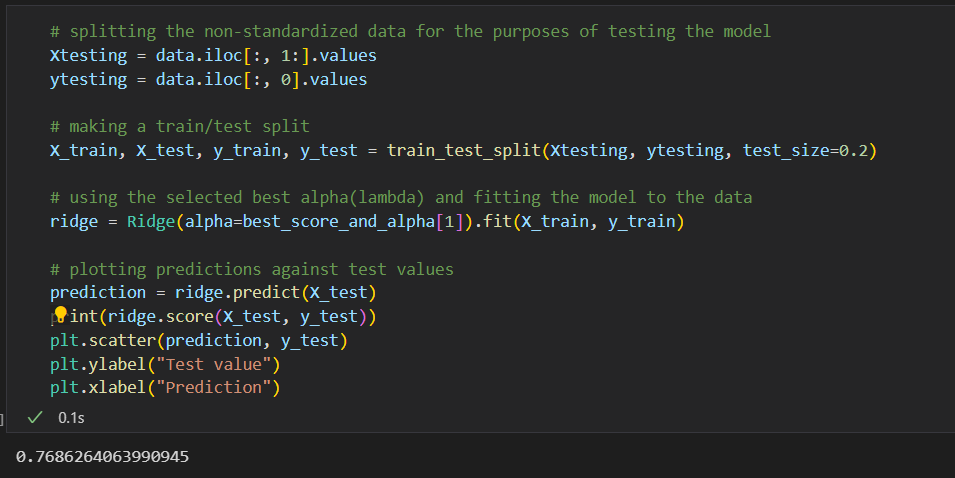 # splitting the non-standardized data for the purposes of testing the model
Xtesting = data.iloc[:, 1:].values
ytesting = data.iloc[:, 0].values
# making a train/test split
X_train, X_test, y_train, y_test = train_test_split(Xtesting, ytesting, test_size=0.2)
# using the selected best alpha(lambda) and fitting the model to the data
ridge = Ridge(alpha=best_score_and_alpha[1]).fit(X_train, y_train)
# plotting predictions against test values
prediction = ridge.predict(X_test)
int(ridge.score(X_test, y_test))
plt.scatter(prediction, y_test)
plt.ylabel("Test value")
plt.xlabel("Prediction")
] ✓ 0.1s
0.7686264063990945